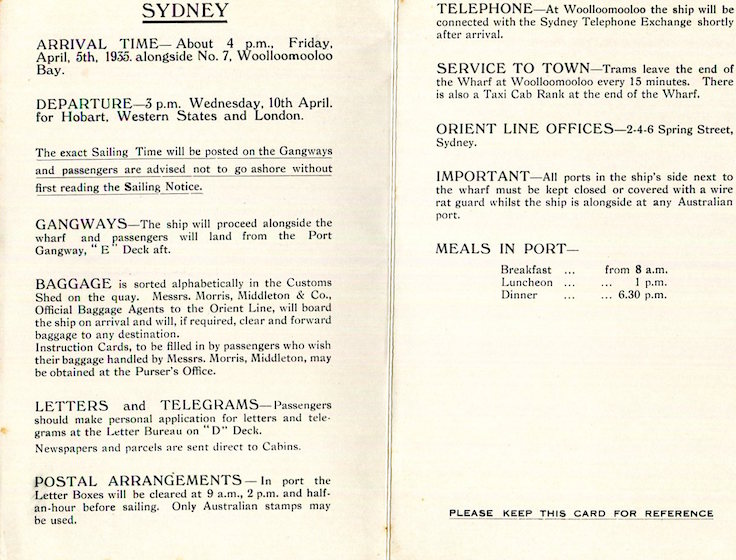 SYDNEY
ARRIVAL TIME—About 4 p.m., Friday,
April, 5th, 1935. alongside No. 7, Woolloomooloo
Bay.
DEPARTURE—3 p.m. Wednesday, 10th April.
for Hobart, Western States and London.
The exact Sailing Time will be posted on the Gangways
and passengers are advised not to go ashore without
first reading the Sailing Notice.
GANGWAYS—The ship will proceed alongside the
wharf and passengers will land from the Port
Gangway, "E" Deck aft.
BAGGAGE is sorted alphabetically in the Customs
Shed on the quay. Messrs. Morris, Middleton & Co.,
Official Baggage Agents to the Orient Line, will board
the ship on arrival and will, if required, clear and forward
baggage to any destination.
Instruction Cards, to be filled in by passengers who wish
their baggage handled by Messrs. Morris, Middleton, may
be obtained at the Purser's Office.
LETTERS and TELEGRAMS—Passengers
should make personal application for letters and tele-
grams at the Letter Bureau on "D" Deck.
Newspapers and parcels are sent direct to Cabins.
POSTAL ARRANGEMENTS—In port the
Letter Boxes will be cleared at 9 a.m., 2 p.m. and half-
an-hour before sailing. Only Australian stamps may
be used.
TELEPHONE—At Woolloomooloo the ship will be
connected with the Sydney Telephone Exchange shortly
after arrival.
SERVICE TO TOWN—Trams leave the end of
the Wharf at Woolloomooloo every 15 minutes. There
is also a Taxi Cab Rank at the end of the Wharf.
ORIENT LINE OFFICES—2-4-6 Spring Street,
Sydney.
IMPORTANT—All ports in the ship's side next to
the wharf must be kept closed or covered with a wire
rat guard whilst the ship is alongside at any Australian
port.
MEALS IN PORT—
Breakfast ... from 8 a.m.
Luncheon ... ... 1 p.m.
Dinner ... ... 6.30 p.m.
PLEASE KEEP THIS CARD FOR REFERENCE